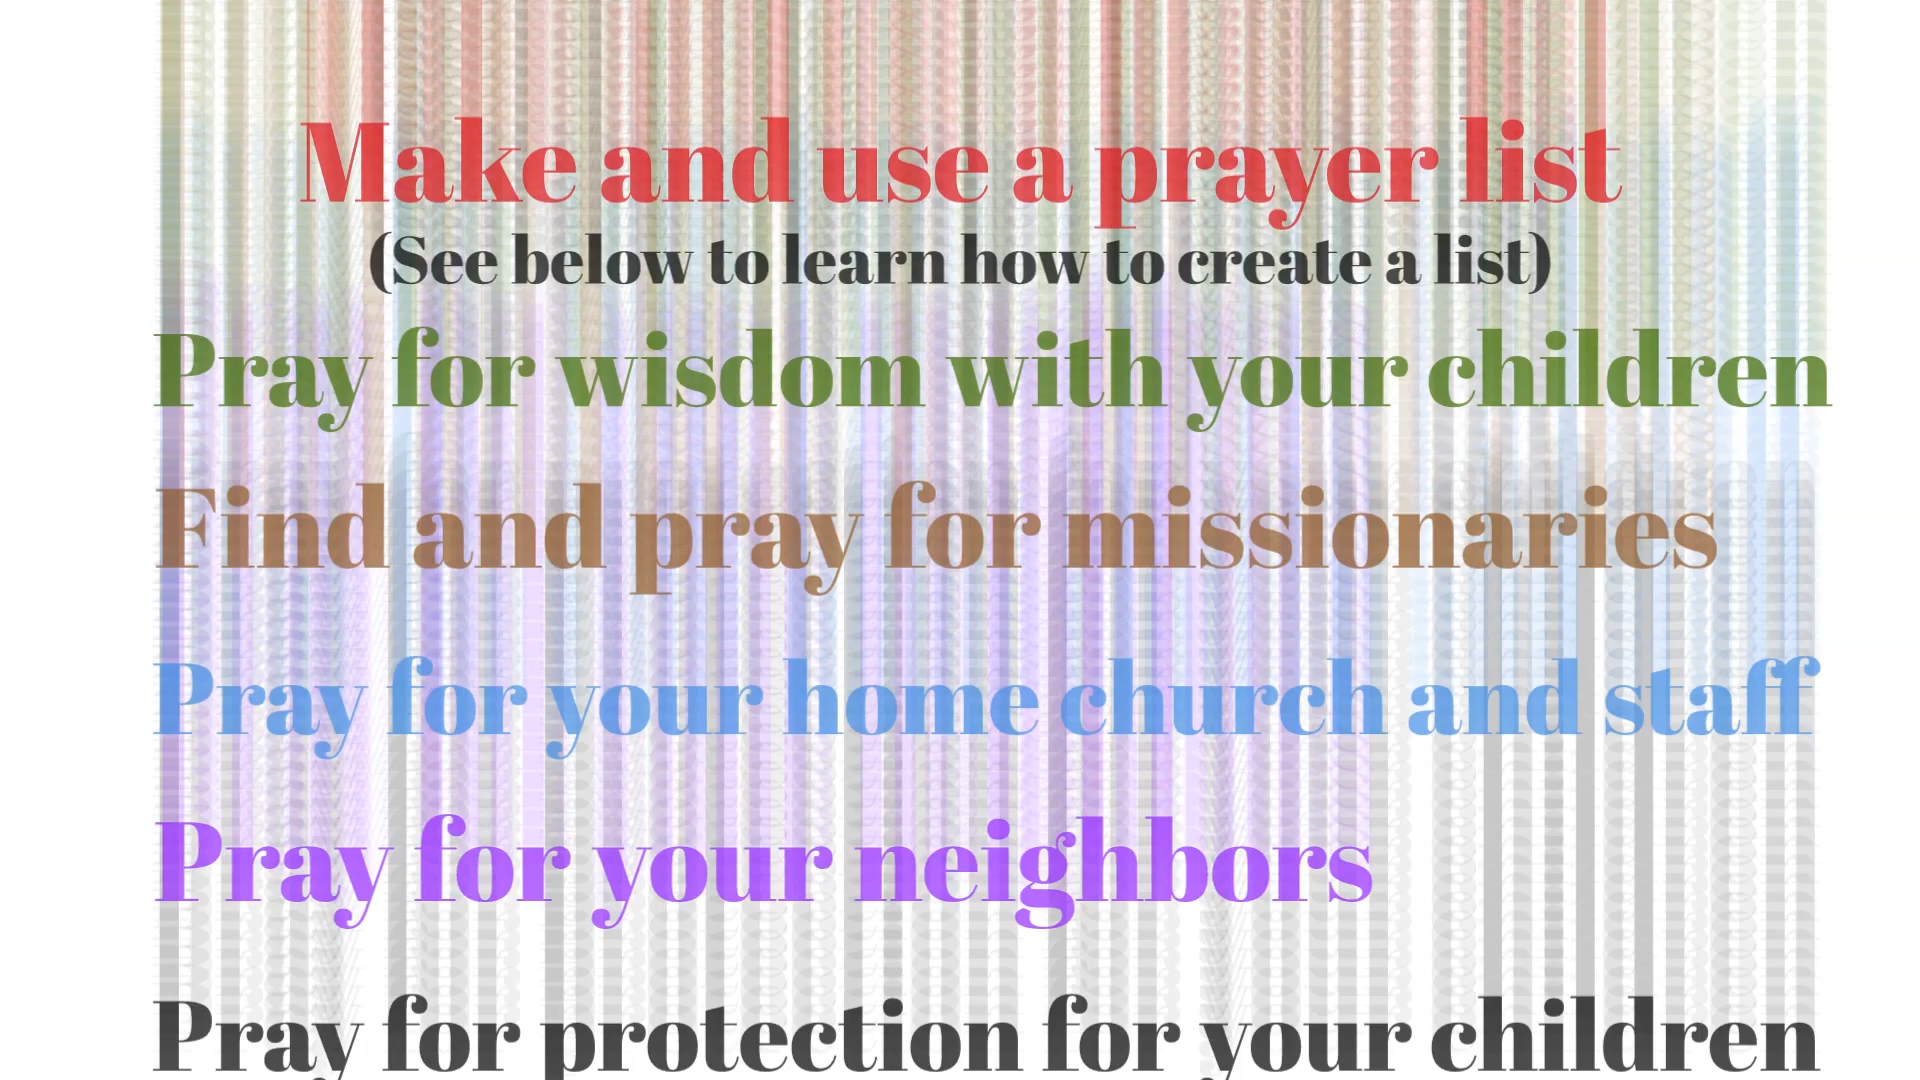 Make and use a prayer list
(See below to learn how to create a list)
Pray for wisdom with your children
Find and pray for missionaries
Pray for your home church and staff
Pray for your neighbors
Pray for protection for your children